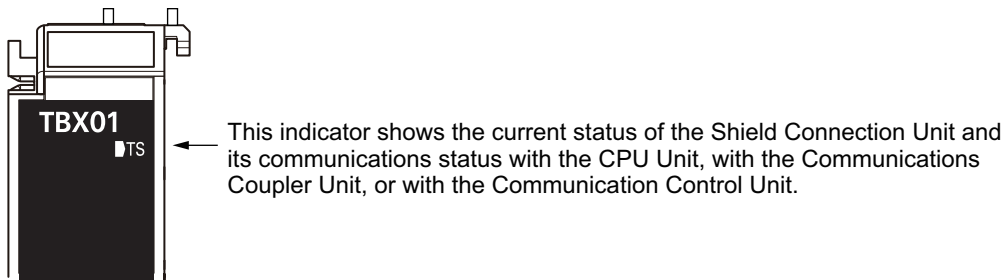 TBX01
TS
This indicator shows the current status of the Shield Connection Unit and
its communications status with the CPU Unit, with the Communications
Coupler Unit, or with the Communication Control Unit.